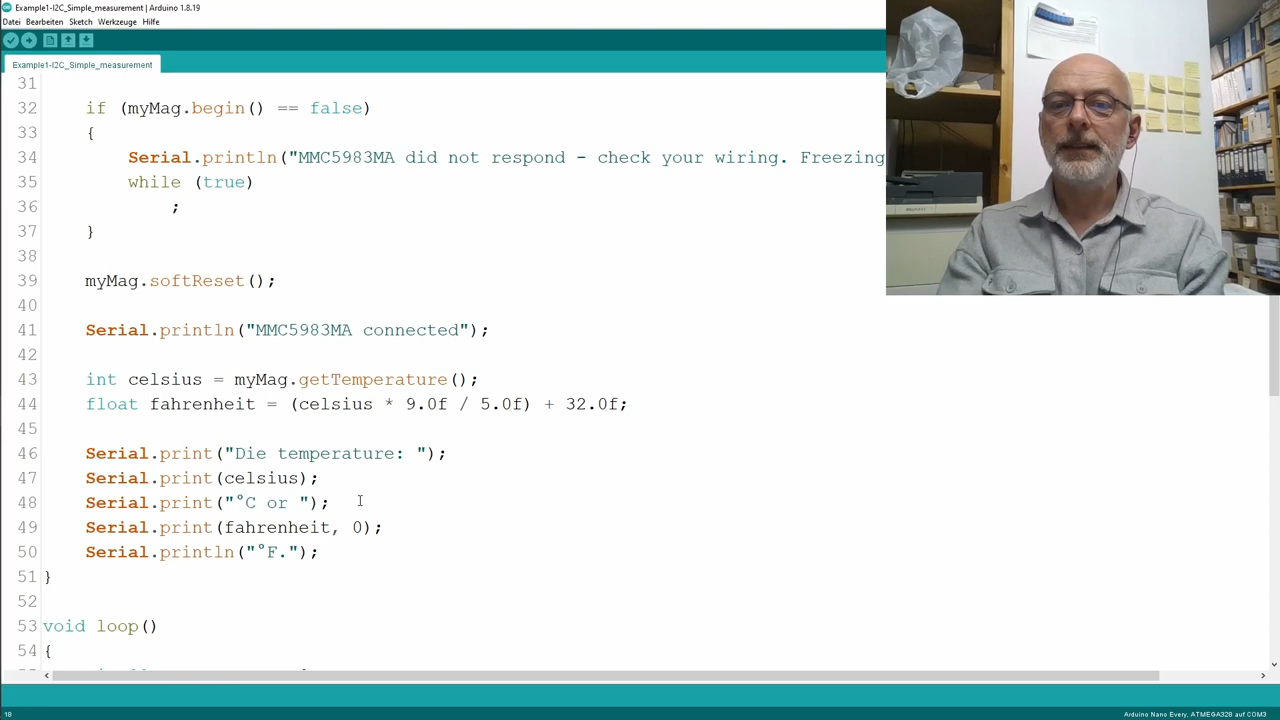 Example1-I2C_Simple_measurement | Arduino 1.8.19
Datei Bearbeiten Sketch Werkzeuge Hilfe
Example1-I2C_Simple_measurement
31
32 if (myMag.begin() == false)
33 {
34 Serial.println("MMC5983MA did not respond - check your wiring. Freezing
35 while (true)
36 ;
37 }
38
39 myMag.softReset();
40
41 Serial.println("MMC5983MA connected");
42
43 int celsius = myMag.getTemperature();
44 float fahrenheit = (celsius * 9.0f / 5.0f) + 32.0f;
45
46 Serial.print("Die temperature: ");
47 Serial.print(celsius);
48 Serial.print("°C or ");
49 Serial.print(fahrenheit, 0);
50 Serial.println("°F.");
51 }
52
53 void loop()
54 {
18
Arduino Nano Every, ATMEGA328 auf COM3